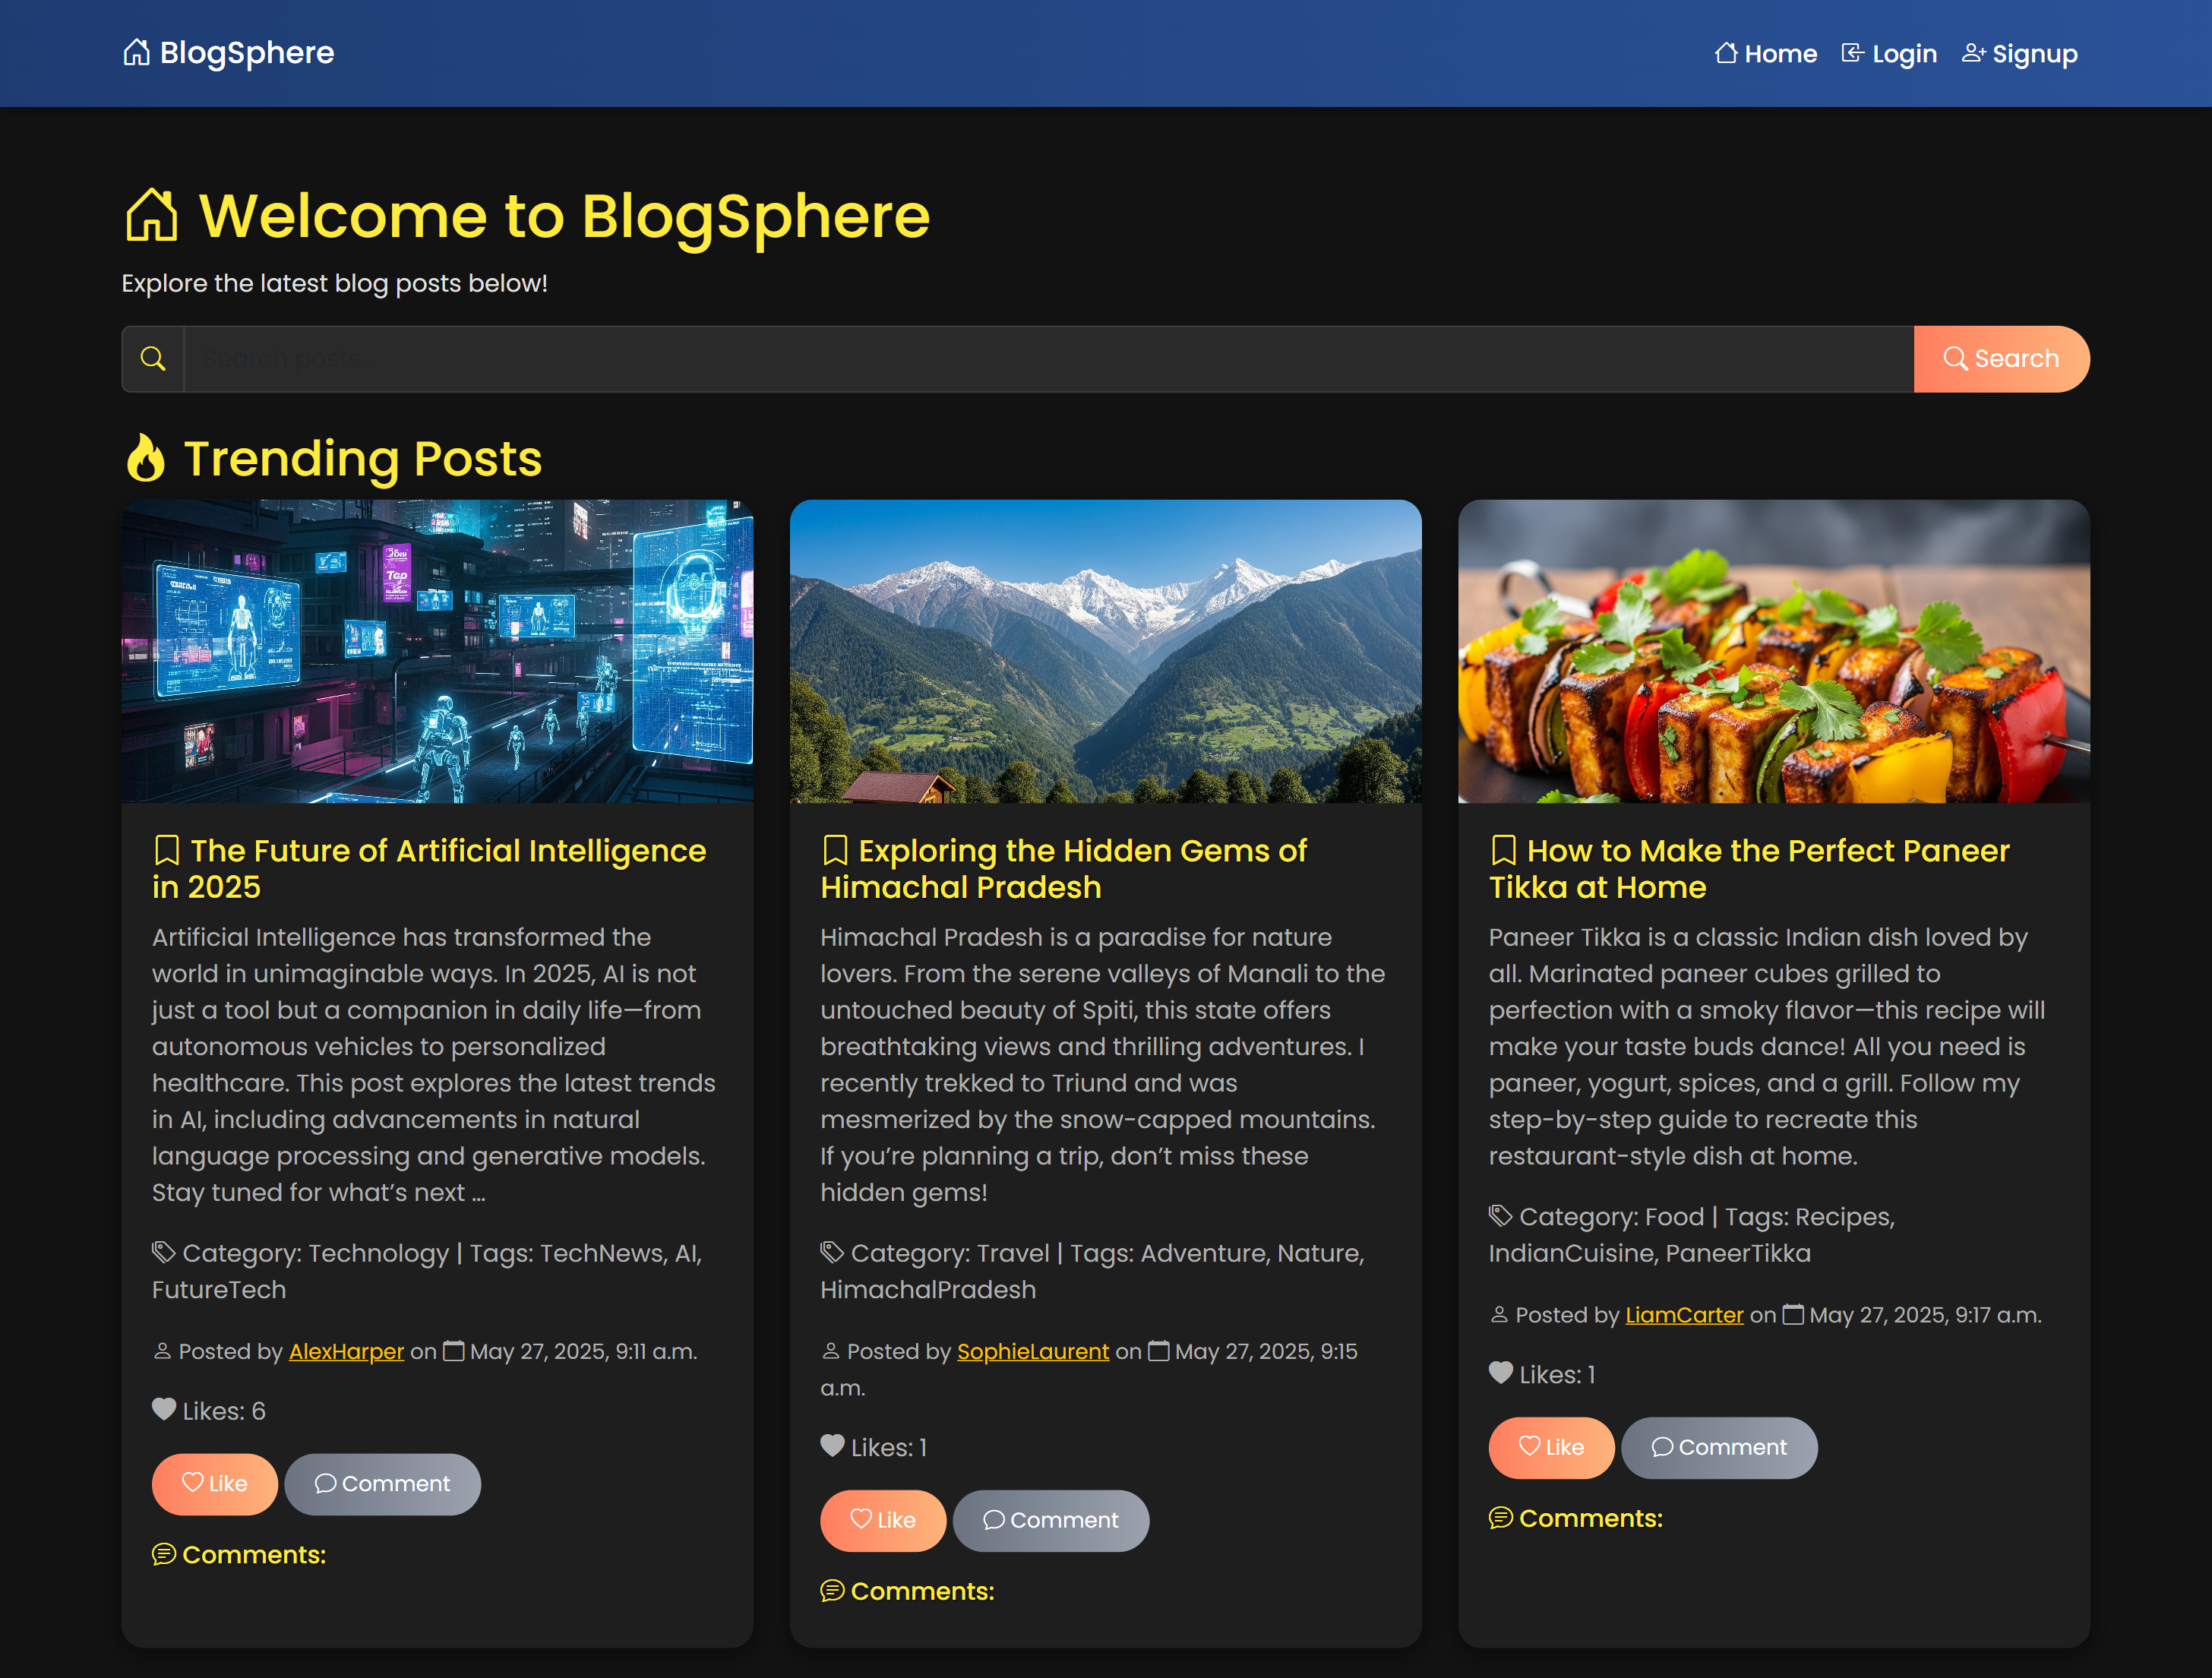 BlogSphere
Home Login Signup
Welcome to BlogSphere
Explore the latest blog posts below!
Search posts...
Search
Trending Posts
The Future of Artificial Intelligence
in 2025
Artificial Intelligence has transformed the
world in unimaginable ways. In 2025, AI is not
just a tool but a companion in daily life—from
autonomous vehicles to personalized
healthcare. This post explores the latest trends
in AI, including advancements in natural
language processing and generative models.
Stay tuned for what’s next ...
Category: Technology | Tags: TechNews, AI,
FutureTech
Posted by AlexHarper on May 27, 2025, 9:11 a.m.
Likes: 6
Like Comment
Comments:
Exploring the Hidden Gems of
Himachal Pradesh
Himachal Pradesh is a paradise for nature
lovers. From the serene valleys of Manali to the
untouched beauty of Spiti, this state offers
breathtaking views and thrilling adventures. I
recently trekked to Triund and was
mesmerized by the snow-capped mountains.
If you’re planning a trip, don’t miss these
hidden gems!
Category: Travel | Tags: Adventure, Nature,
HimachalPradesh
Posted by SophieLaurent on May 27, 2025, 9:15
a.m.
Likes: 1
Like Comment
Comments:
How to Make the Perfect Paneer
Tikka at Home
Paneer Tikka is a classic Indian dish loved by
all. Marinated paneer cubes grilled to
perfection with a smoky flavor—this recipe will
make your taste buds dance! All you need is
paneer, yogurt, spices, and a grill. Follow my
step-by-step guide to recreate this
restaurant-style dish at home.
Category: Food | Tags: Recipes,
IndianCuisine, PaneerTikka
Posted by LiamCarter on May 27, 2025, 9:17 a.m.
Likes: 1
Like Comment
Comments: